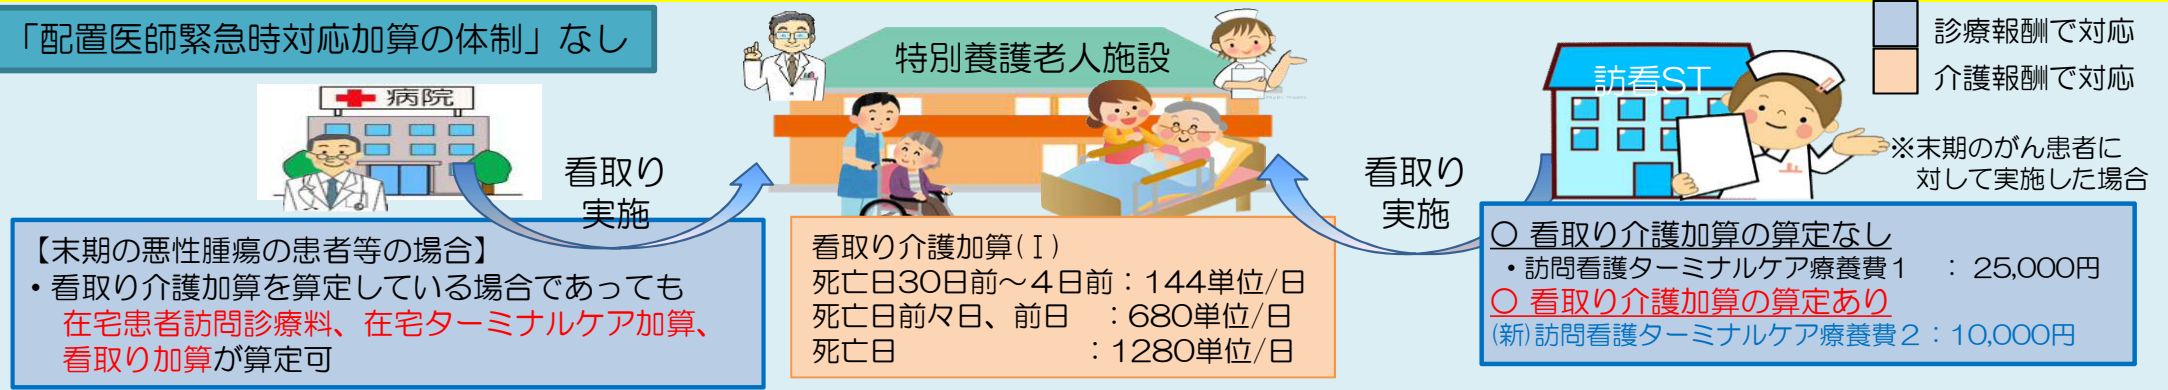 「配置医師緊急時対応加算の体制」なし
病院
看取り
実施
【末期の悪性腫瘍の患者等の場合】
・看取り介護加算を算定している場合であっても
在宅患者訪問診療料、在宅ターミナルケア加算、
看取り加算が算定可
特別養護老人施設
看取り介護加算(Ⅰ)
死亡日30日前～4日前：144単位/日
死亡日前々日、前日　：680単位/日
死亡日　　　　　　　：1280単位/日
看取り
実施
訪看ST
診療報酬で対応
介護報酬で対応
※末期のがん患者に
対して実施した場合
〇 看取り介護加算の算定なし
・訪問看護ターミナルケア療養費１　：25,000円
〇 看取り介護加算の算定あり
(新)訪問看護ターミナルケア療養費２：10,000円